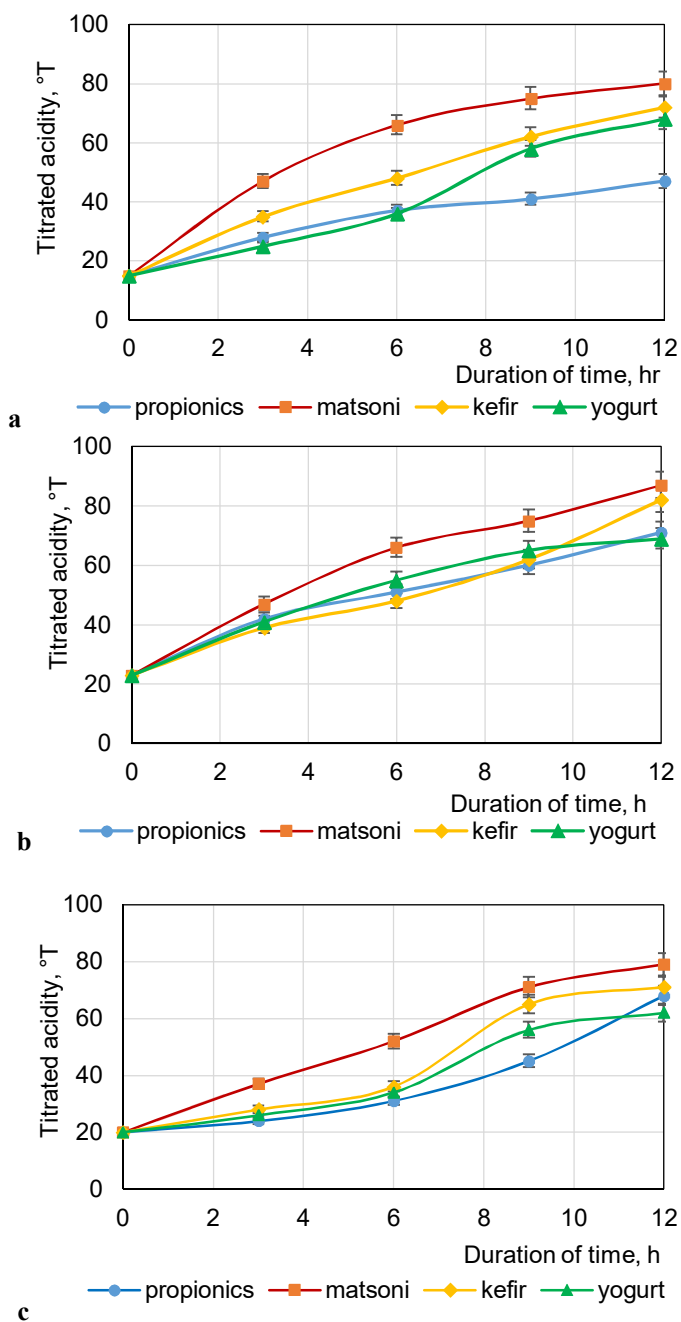 100
80
60
40
20
0
Titrated acidity, °T
0 2 4 6 8 10 12
Duration of time, hr
propionics matsoni kefir yogurt
a
100
80
60
40
20
0
Titrated acidity, °T
0 2 4 6 8 10 12
Duration of time, h
propionics matsoni kefir yogurt
b
100
80
60
40
20
0
Titrated acidity, °T
0 2 4 6 8 10 12
Duration of time, h
propionics matsoni kefir yogurt
c